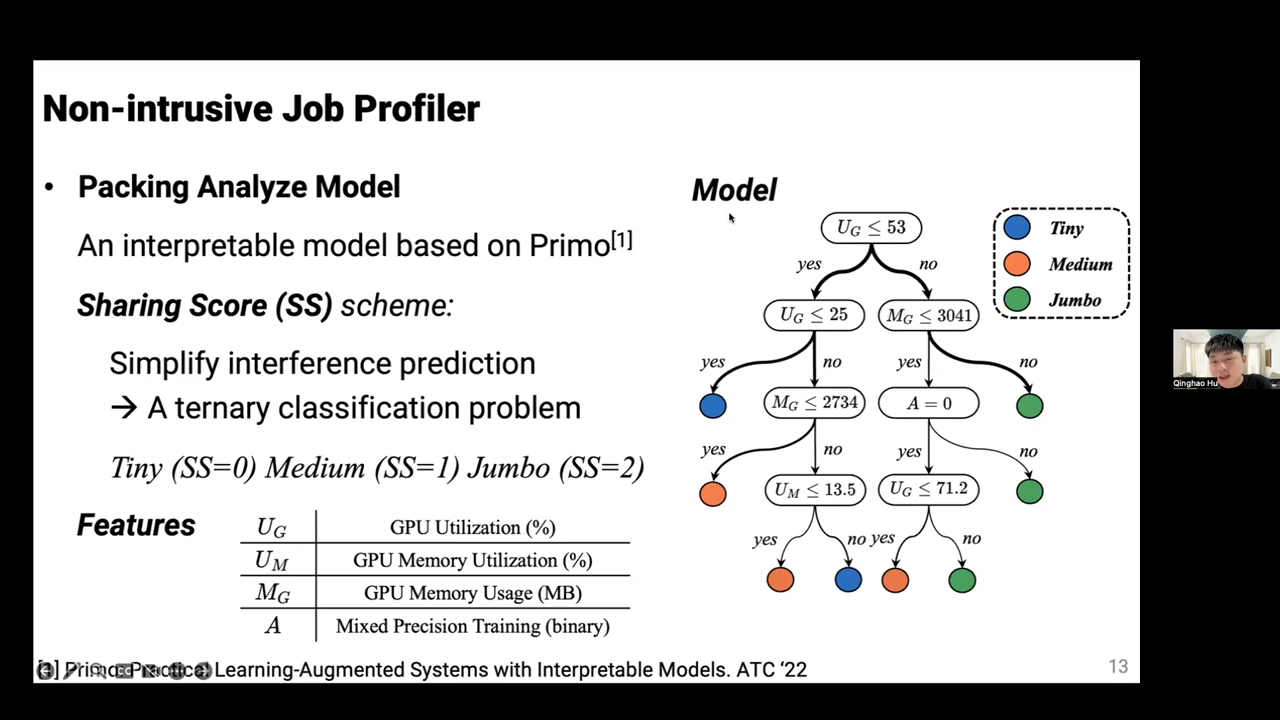 Non-intrusive Job Profiler
• Packing Analyze Model
An interpretable model based on Primo[1]
Sharing Score (SS) scheme:
Simplify interference prediction
→ A ternary classification problem
Tiny (SS=0) Medium (SS=1) Jumbo (SS=2)
Features
U_G GPU Utilization (%)
U_M GPU Memory Utilization (%)
M_G GPU Memory Usage (MB)
A Mixed Precision Training (binary)
Model
U_G ≤ 53
yes no
U_G ≤ 25 M_G ≤ 3041
yes no yes no
M_G ≤ 2734 A = 0
yes no yes no
U_M ≤ 13.5 U_G ≤ 71.2
yes no yes no
Tiny
Medium
Jumbo
[1] Primo: Practical Learning-Augmented Systems with Interpretable Models. ATC ‘22
13
Qinghao Hu